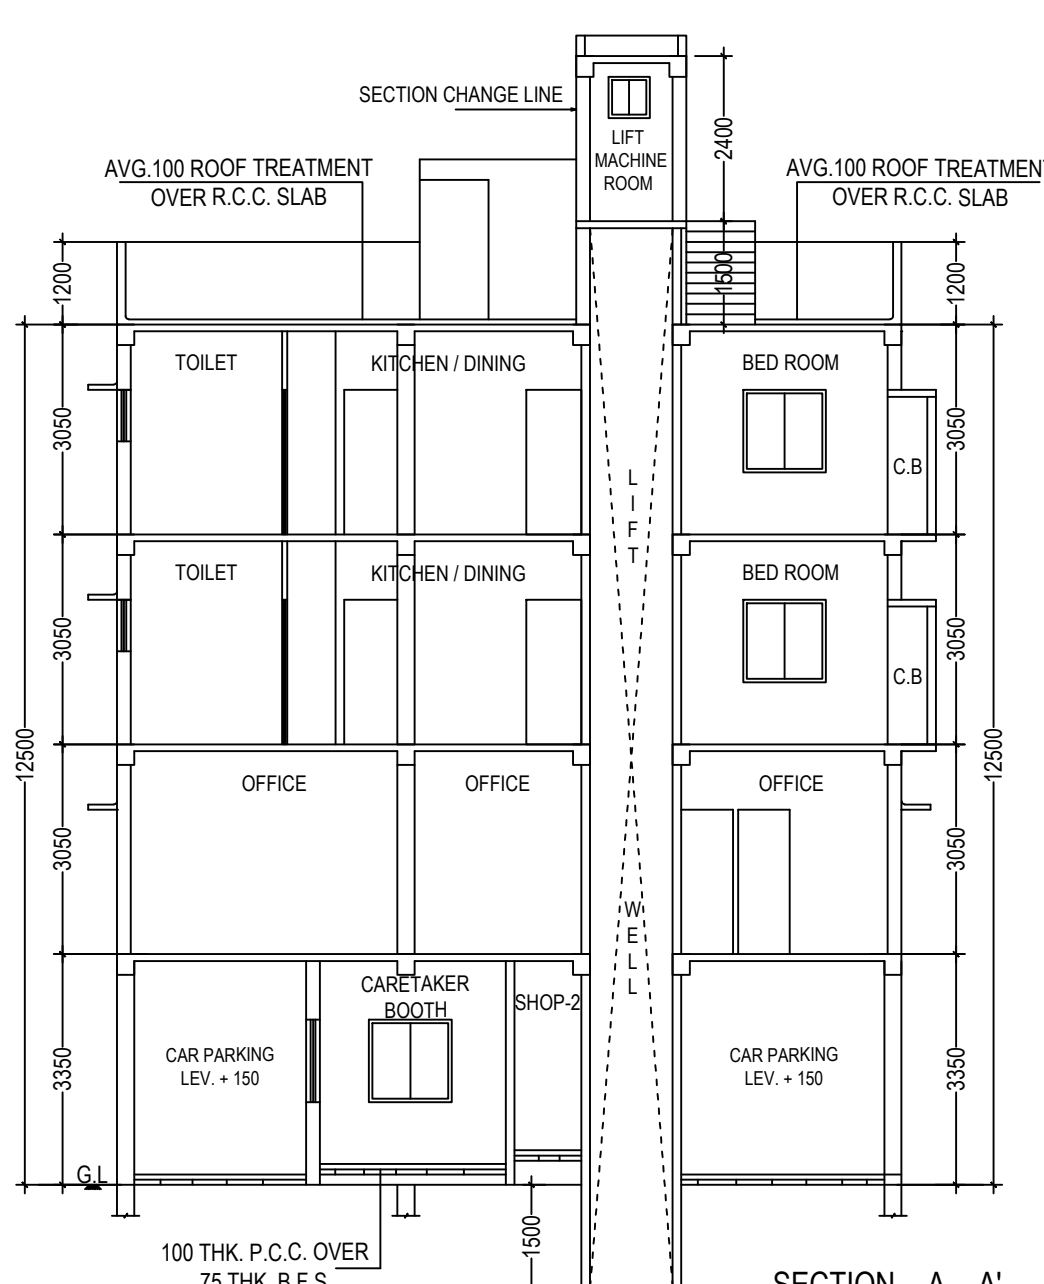 SECTION CHANGE LINE
LIFT
MACHINE
ROOM
2400
AVG.100 ROOF TREATMENT
OVER R.C.C. SLAB
AVG.100 ROOF TREATMENT
OVER R.C.C. SLAB
1200
1500
1200
TOILET
KITCHEN / DINING
BED ROOM
3050
3050
C.B
L
I
F
T
TOILET
KITCHEN / DINING
BED ROOM
3050
3050
C.B
12500
12500
OFFICE
OFFICE
OFFICE
3050
3050
W
E
L
L
CARETAKER
BOOTH
SHOP-2
CAR PARKING
LEV. + 150
CAR PARKING
LEV. + 150
3350
3350
G.L
1500
100 THK. P.C.C. OVER
75 THK. B.F.S.
SECTION - A - A'